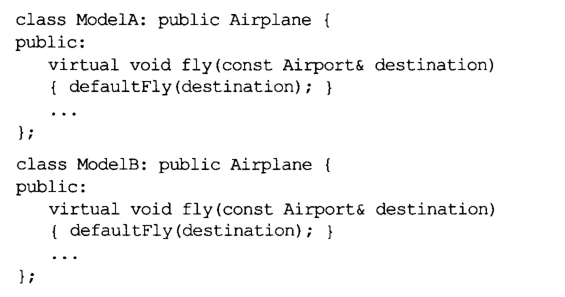 class ModelA: public Airplane {
public:
   virtual void fly(const Airport& destination)
   { defaultFly(destination); }
   ...
};
class ModelB: public Airplane {
public:
   virtual void fly(const Airport& destination)
   { defaultFly(destination); }
   ...
};